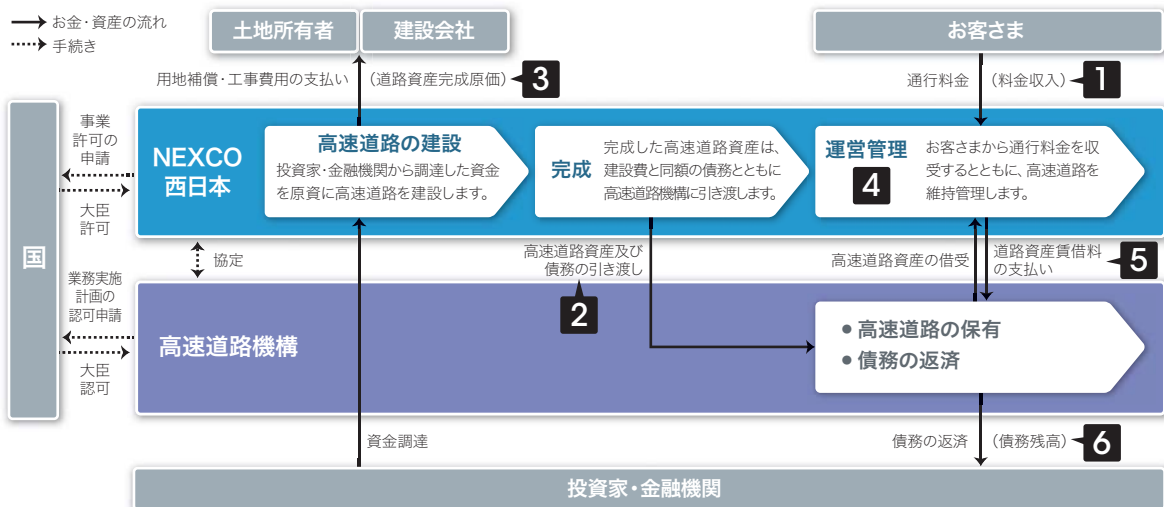 お金・資産の流れ
手続き
土地所有者
建設会社
お客さま
用地補償・工事費用の支払い
(道路資産完成原価)
3
通行料金
(料金収入)
1
国
事業
許可の
申請
大臣
許可
NEXCO
西日本
高速道路の建設
投資家・金融機関から調達した資金
を原資に高速道路を建設します。
完成
完成した高速道路資産は、
建設費と同額の債務とともに
高速道路機構に引き渡します。
運営管理
4
お客さまから通行料金を収
受するとともに、高速道路を
維持管理します。
協定
高速道路資産及び
債務の引き渡し
2
高速道路資産の借受
道路資産賃借料
の支払い
5
業務実施
計画の
認可申請
大臣
認可
高速道路機構
● 高速道路の保有
● 債務の返済
資金調達
債務の返済
(債務残高)
6
投資家・金融機関